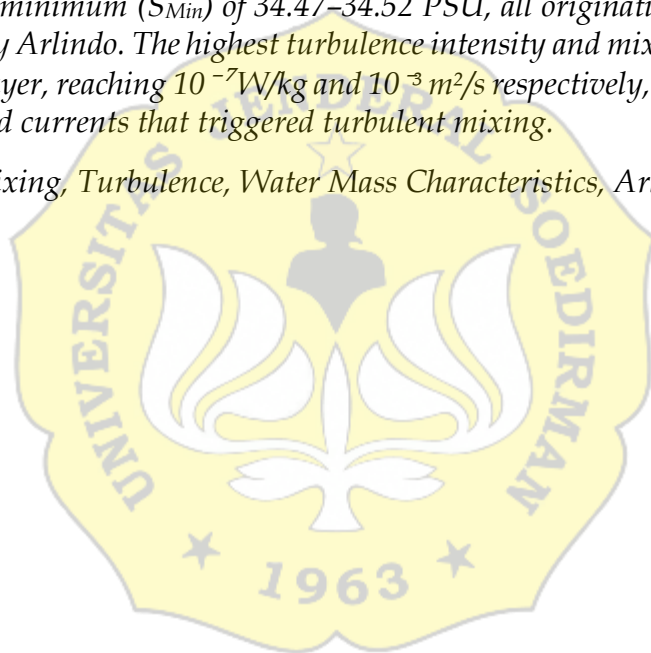 minimum (SMin) of 34.47–34.52 PSU, all originati
y Arlindo. The highest turbulence intensity and mix
yer, reaching 10⁻⁷W/kg and 10⁻³ m²/s respectively,
d currents that triggered turbulent mixing.
ixing, Turbulence, Water Mass Characteristics, Ar
UNIVERSITAS JENDERAL SOEDIRMAN
1963